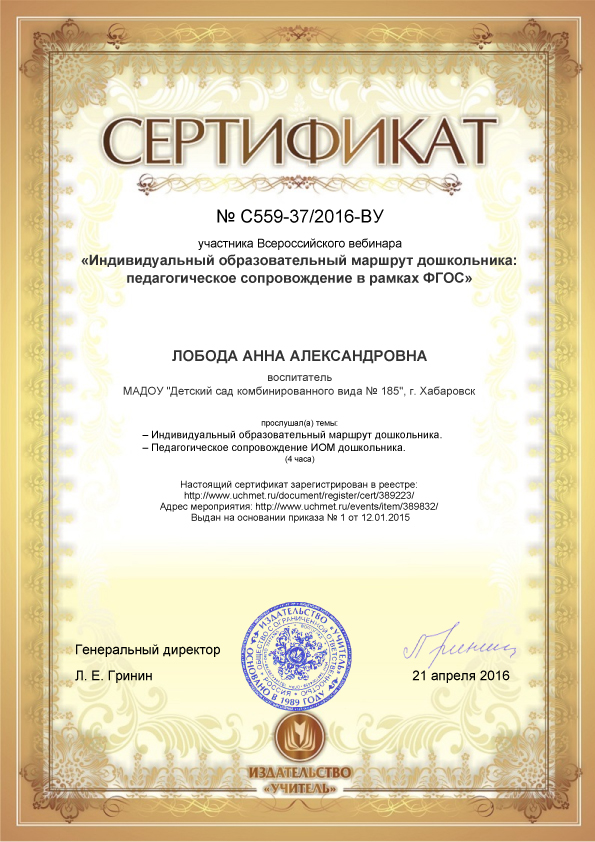 СЕРТИФИКАТ
№ С559-37/2016-ВУ
участника Всероссийского вебинара
«Индивидуальный образовательный маршрут дошкольника:
педагогическое сопровождение в рамках ФГОС»
ЛОБОДА АННА АЛЕКСАНДРОВНА
воспитатель
МАДОУ "Детский сад комбинированного вида № 185", г. Хабаровск
прослушал(а) темы:
– Индивидуальный образовательный маршрут дошкольника.
– Педагогическое сопровождение ИОМ дошкольника.
(4 часа)
Настоящий сертификат зарегистрирован в реестре:
http://www.uchmet.ru/document/register/cert/389223/
Адрес мероприятия: http://www.uchmet.ru/events/item/389832/
Выдан на основании приказа № 1 от 12.01.2015
ИЗДАТЕЛЬСТВО «УЧИТЕЛЬ»
ОСНОВАНО В 1989 ГОДУ
ОБЩЕСТВО С ОГРАНИЧЕННОЙ ОТВЕТСТВЕННОСТЬЮ
РОССИЯ
Генеральный директор
Л. Е. Гринин
21 апреля 2016
ИЗДАТЕЛЬСТВО
«УЧИТЕЛЬ»